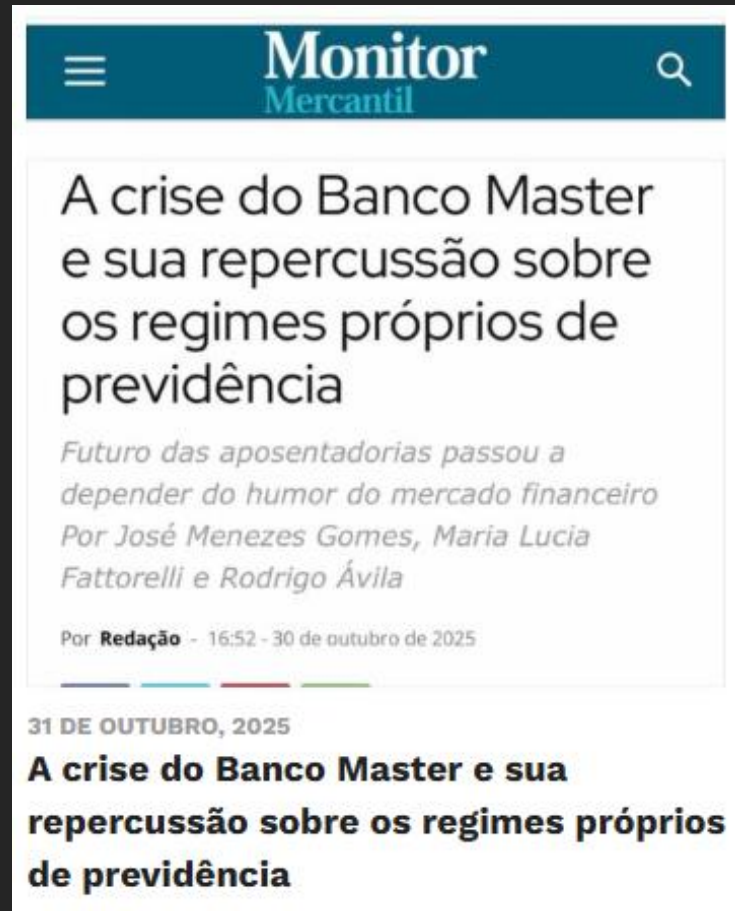 Monitor
Mercantil
A crise do Banco Master
e sua repercussão sobre
os regimes próprios de
previdência
Futuro das aposentadorias passou a
depender do humor do mercado financeiro
Por José Menezes Gomes, Maria Lucia
Fattorelli e Rodrigo Ávila
Por Redação - 16:52 - 30 de outubro de 2025
31 DE OUTUBRO, 2025
A crise do Banco Master e sua
repercussão sobre os regimes próprios
de previdência